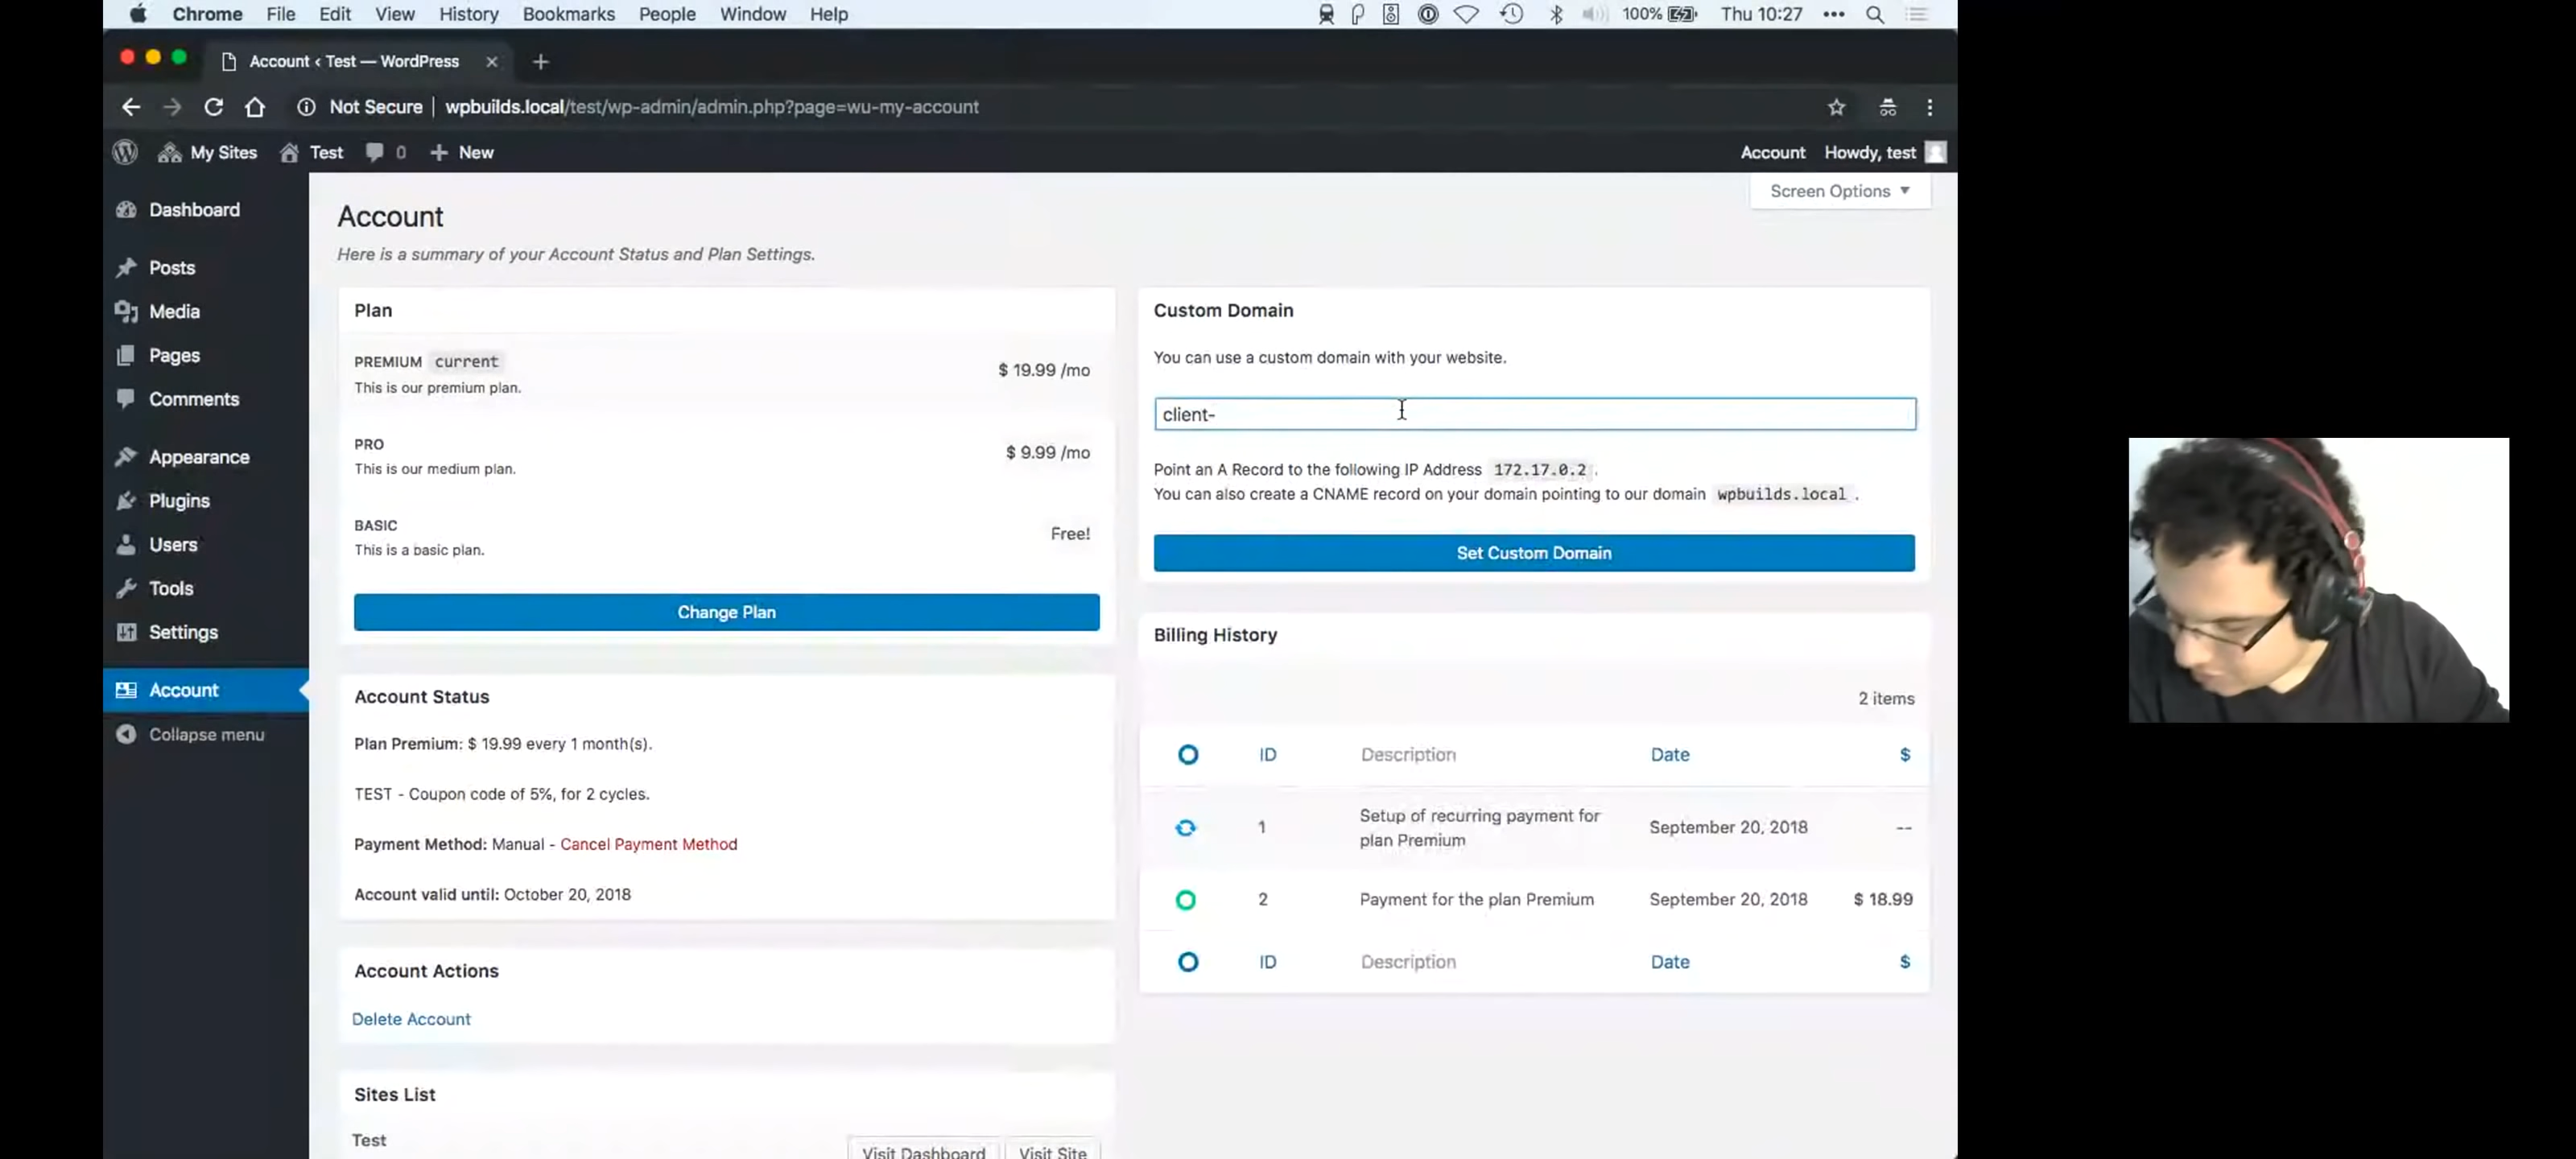 Chrome File Edit View History Bookmarks People Window Help 100% Thu 10:27
Account ‹ Test — WordPress
Not Secure | wpbuilds.local/test/wp-admin/admin.php?page=wu-my-account
My Sites Test 0 New Account Howdy, test
Screen Options
Dashboard
Posts
Media
Pages
Comments
Appearance
Plugins
Users
Tools
Settings
Account
Collapse menu
Account
Here is a summary of your Account Status and Plan Settings.
Plan
PREMIUM current
This is our premium plan.
$ 19.99 /mo
PRO
This is our medium plan.
$ 9.99 /mo
BASIC
This is a basic plan.
Free!
Change Plan
Account Status
Plan Premium: $ 19.99 every 1 month(s).
TEST - Coupon code of 5%, for 2 cycles.
Payment Method: Manual - Cancel Payment Method
Account valid until: October 20, 2018
Account Actions
Delete Account
Sites List
Test
Visit Dashboard Visit Site
Custom Domain
You can use a custom domain with your website.
client-
Point an A Record to the following IP Address 172.17.0.2 .
You can also create a CNAME record on your domain pointing to our domain wpbuilds.local .
Set Custom Domain
Billing History
2 items
ID Description Date $
1 Setup of recurring payment for
plan Premium September 20, 2018 --
2 Payment for the plan Premium September 20, 2018 $ 18.99
ID Description Date $